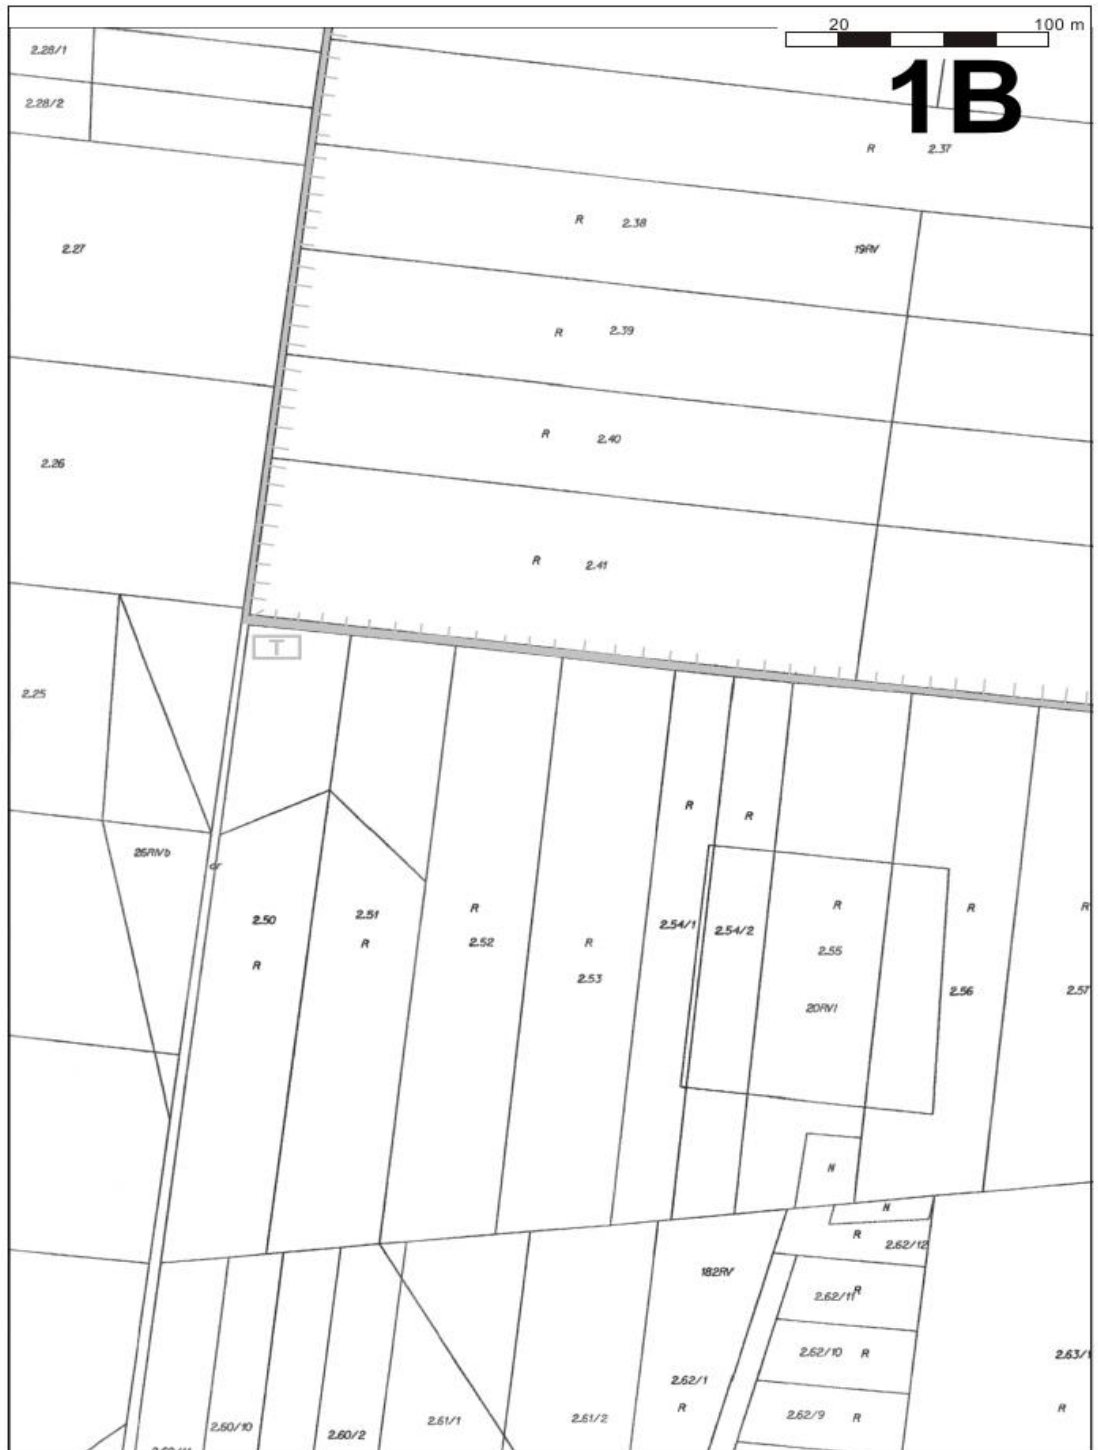 20 100 m
1B
2.28/1
2.28/2
R 2.37
R 2.38
19RV
2.27
R 2.39
R 2.40
2.26
R 2.41
T
2.25
R
R
26RIVb
dr
2.50
R
2.51
R
R
2.52
R
2.53
2.54/1
2.54/2
R
2.55
20RVI
R
2.56
R
2.57
N
N
R
2.62/12
182RV
2.62/11 R
2.62/10 R
2.63/1
R
2.62/1
R
2.62/9 R
2.60/10
2.60/2
2.61/1
2.61/2